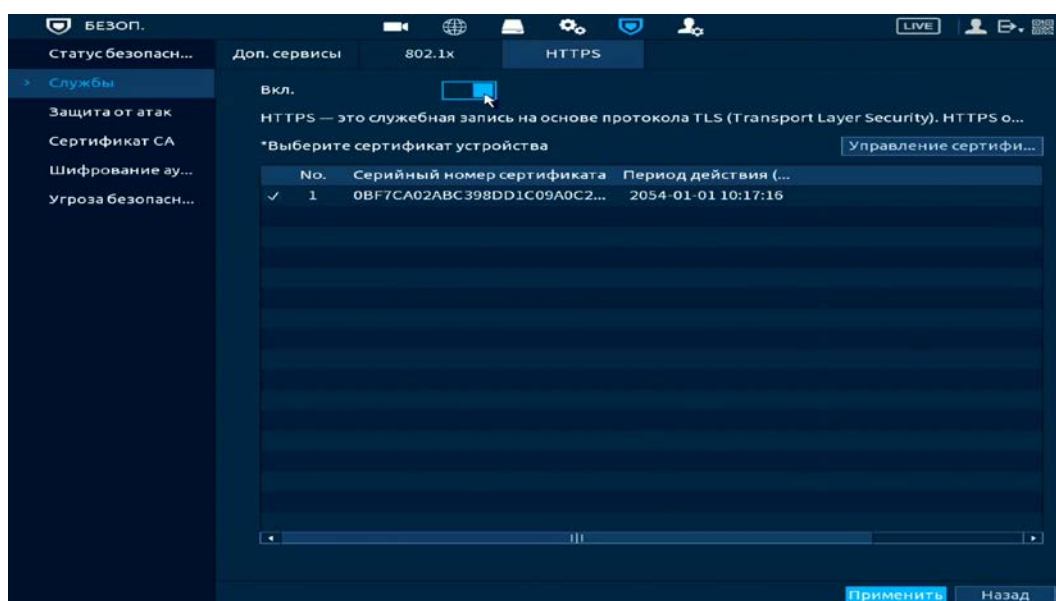 БЕЗОП.
LIVE
Статус безопасн...
Доп. сервисы
802.1x
HTTPS
Службы
Вкл.
Защита от атак
HTTPS — это служебная запись на основе протокола TLS (Transport Layer Security). HTTPS о...
Сертификат CA
*Выберите сертификат устройства
Управление сертифи...
Шифрование ау...
No. Серийный номер сертификата Период действия (...
Угроза безопасн...
1 0BF7CA02ABC398DD1C09A0C2... 2054-01-01 10:17:16
Применить
Назад